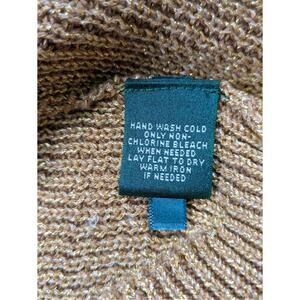 HAND WASH COLD
ONLY NON-
CHLORINE BLEACH
WHEN NEEDED
LAY FLAT TO DRY
WARM IRON
IF NEEDED